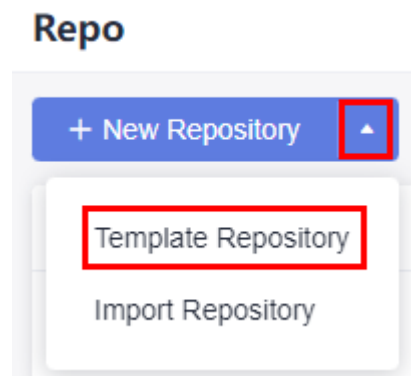 Repo
+ New Repository
Template Repository
Import Repository